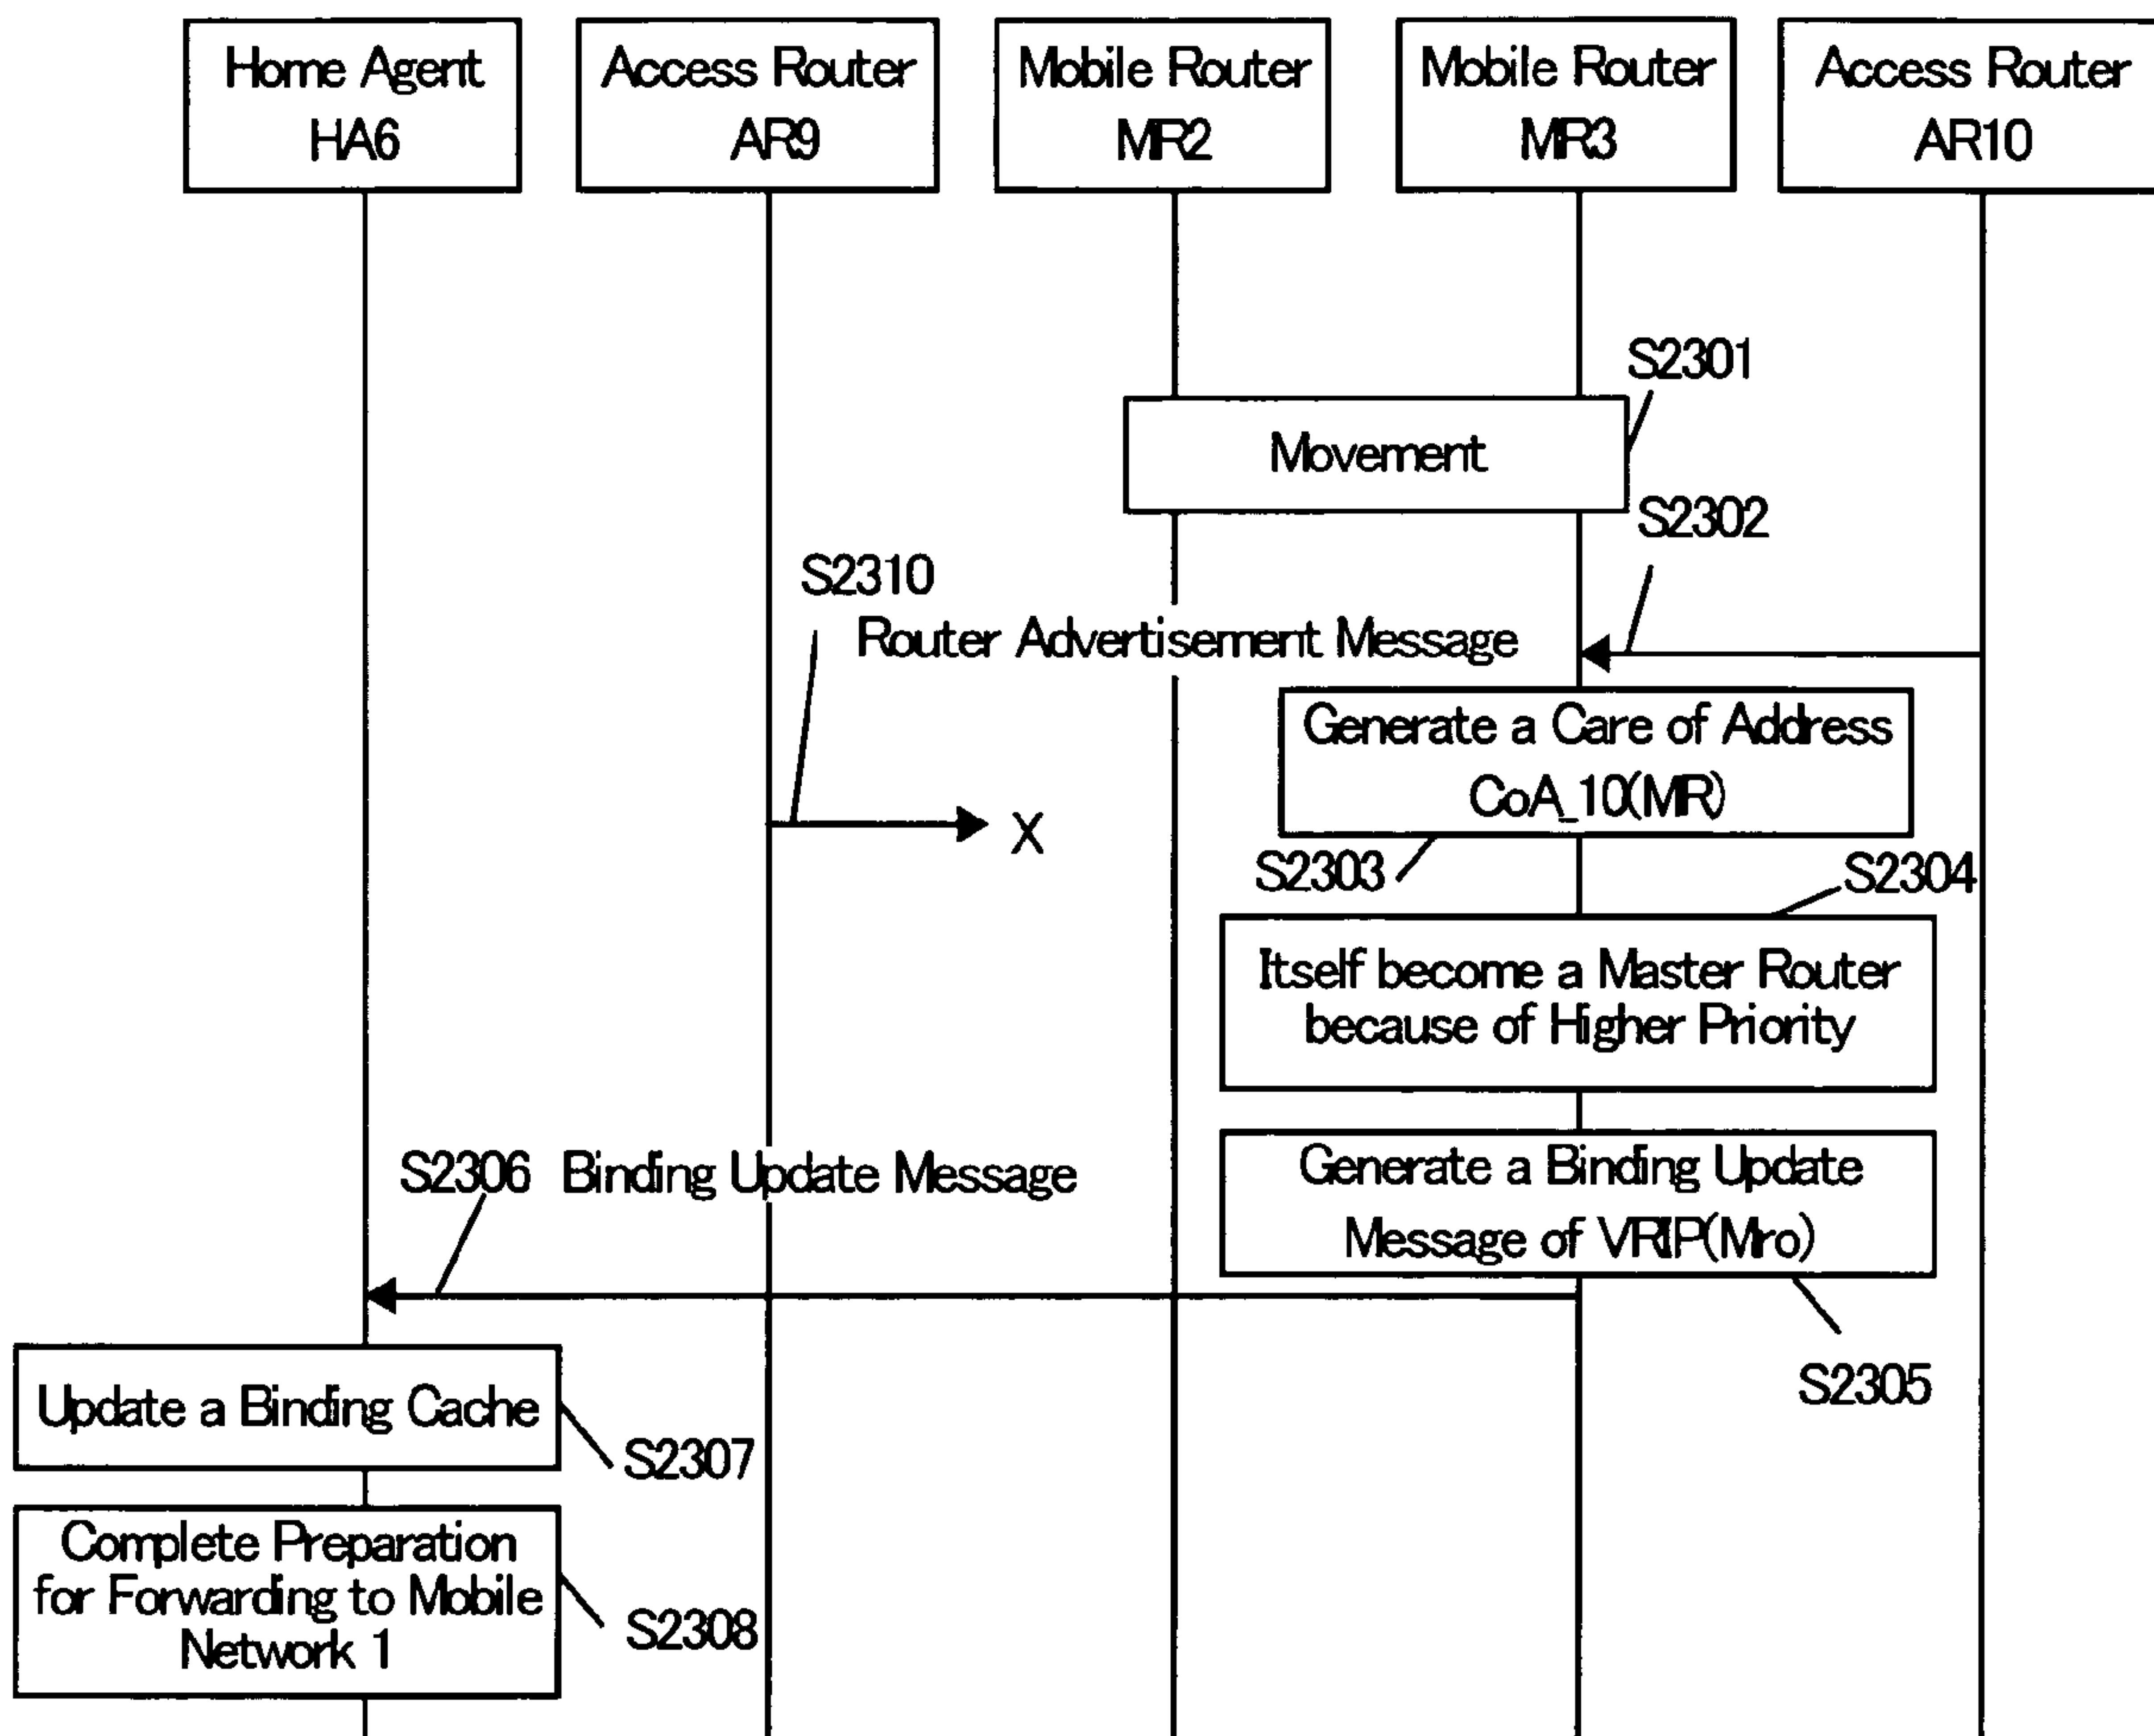 Home Agent
HA6
Access Router
AR9
Mobile Router
MR2
Mobile Router
MR3
Access Router
AR10
S2301
Movement
S2302
S2310
Router Advertisement Message
Generate a Care of Address
CoA_10(MR)
X
S2303
S2304
Itself become a Master Router
because of Higher Priority
S2306 Binding Update Message
Generate a Binding Update
Message of VRIP(Mro)
S2305
Update a Binding Cache
S2307
Complete Preparation
for Forwarding to Mobile
Network 1
S2308